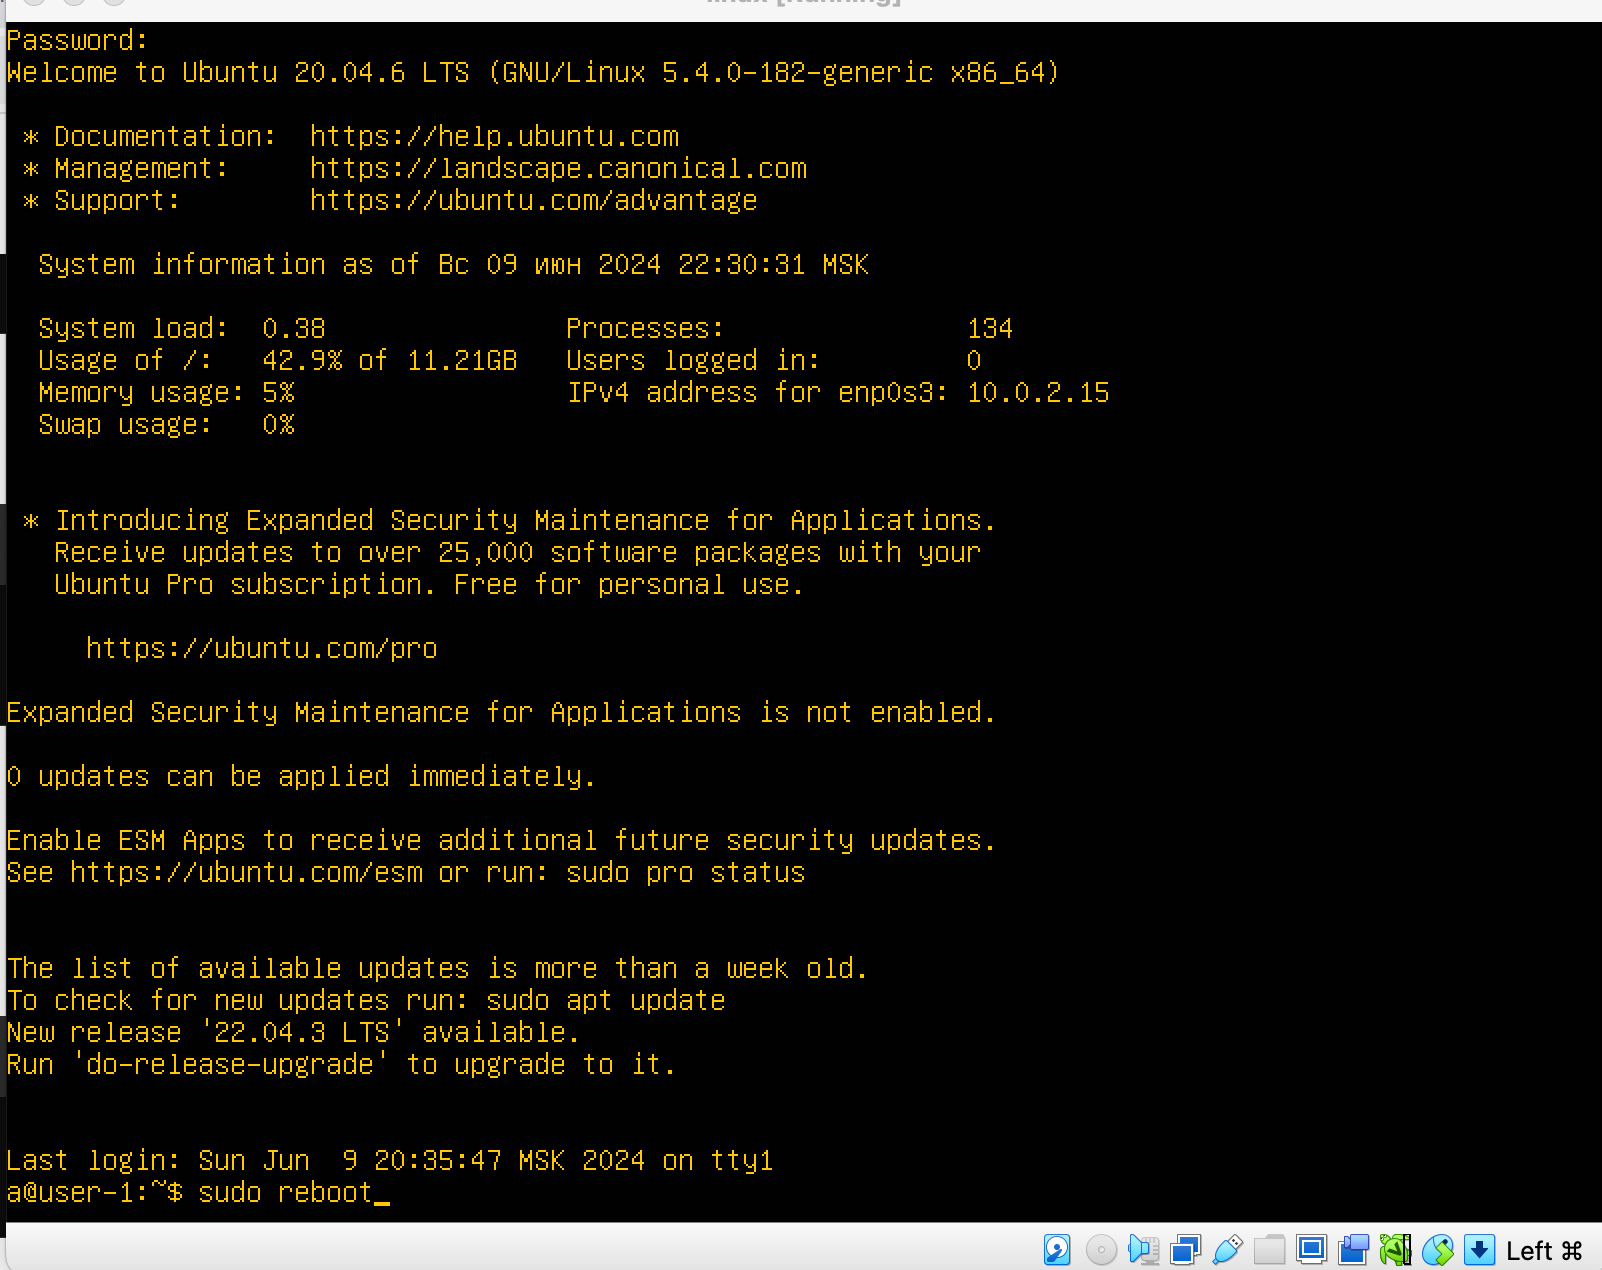 Password:
Welcome to Ubuntu 20.04.6 LTS (GNU/Linux 5.4.0-182-generic x86_64)
* Documentation: https://help.ubuntu.com
* Management: https://landscape.canonical.com
* Support: https://ubuntu.com/advantage
System information as of Вс 09 июн 2024 22:30:31 MSK
System load: 0.38 Processes: 134
Usage of /: 42.9% of 11.21GB Users logged in: 0
Memory usage: 5% IPv4 address for enp0s3: 10.0.2.15
Swap usage: 0%
* Introducing Expanded Security Maintenance for Applications.
Receive updates to over 25,000 software packages with your
Ubuntu Pro subscription. Free for personal use.
https://ubuntu.com/pro
Expanded Security Maintenance for Applications is not enabled.
0 updates can be applied immediately.
Enable ESM Apps to receive additional future security updates.
See https://ubuntu.com/esm or run: sudo pro status
The list of available updates is more than a week old.
To check for new updates run: sudo apt update
New release '22.04.3 LTS' available.
Run 'do-release-upgrade' to upgrade to it.
Last login: Sun Jun 9 20:35:47 MSK 2024 on tty1
a@user-1:~$ sudo reboot_
Left ⌘